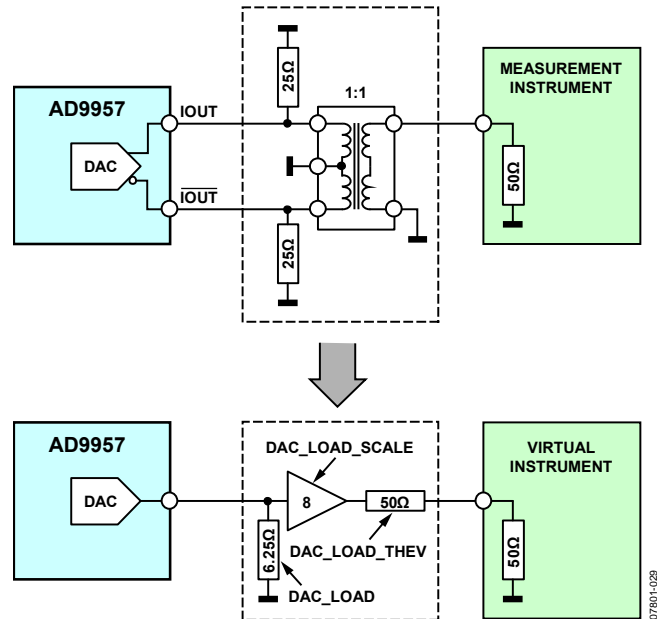 AD9957
DAC
IOUT
IOUT
25Ω
25Ω
1:1
MEASUREMENT
INSTRUMENT
50Ω
AD9957
DAC
DAC_LOAD_SCALE
8
50Ω
6.25Ω
DAC_LOAD_THEV
DAC_LOAD
VIRTUAL
INSTRUMENT
50Ω
07801-029